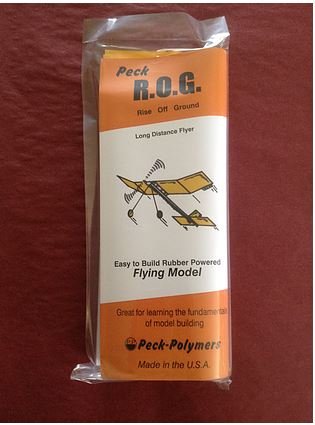 Peck
R.O.G.
Rise Off Ground
Long Distance Flyer
Easy to Build Rubber Powered
Flying Model
Great for learning the fundamentals
of model building
Peck-Polymers
Made in the U.S.A.